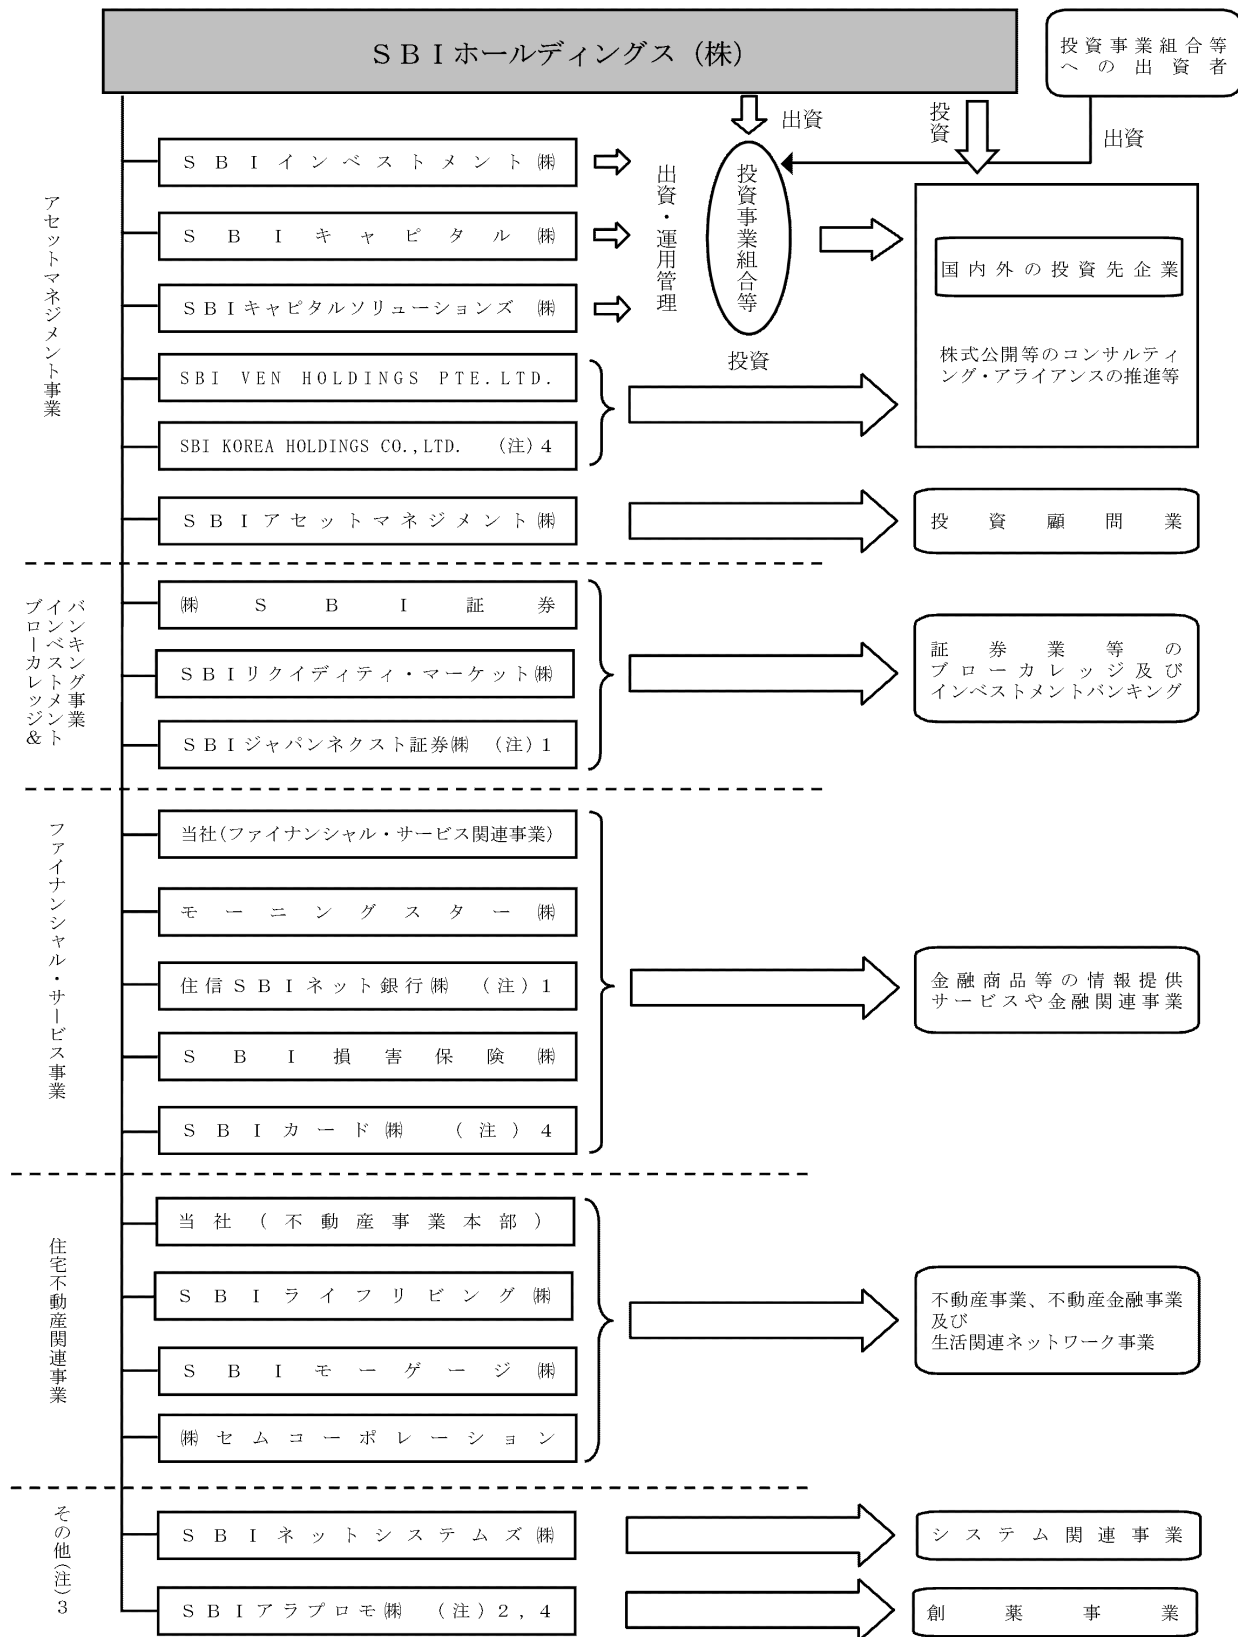 SBIホールディングス(株)
投資事業組合等
への出資者
出資
投資
出資
アセットマネジメント事業
SBIインベストメント㈱
SBIキャピタル㈱
SBIキャピタルソリューションズ ㈱
出資・運用管理
投資事業組合等
投資
国内外の投資先企業
株式公開等のコンサルティ
ング・アライアンスの推進等
SBI VEN HOLDINGS PTE.LTD.
SBI KOREA HOLDINGS CO.,LTD. (注)4
SBIアセットマネジメント㈱
投資顧問業
ブローカレッジ&
インベストメント
バンキング事業
㈱SBI証券
SBIリクイディティ・マーケット㈱
SBIジャパンネクスト証券㈱ (注)1
証券業等の
ブローカレッジ及び
インベストメントバンキング
ファイナンシャル・サービス事業
当社(ファイナンシャル・サービス関連事業)
モーニングスター㈱
住信SBIネット銀行㈱ (注)1
SBI損害保険㈱
SBIカード㈱ (注)4
金融商品等の情報提供
サービスや金融関連事業
住宅不動産関連事業
当社(不動産事業本部)
SBIライフリビング㈱
SBIモーゲージ㈱
㈱セムコーポレーション
不動産事業、不動産金融事業
及び
生活関連ネットワーク事業
その他(注)3
SBIネットシステムズ㈱
システム関連事業
SBIアラプロモ㈱ (注)2,4
創薬事業